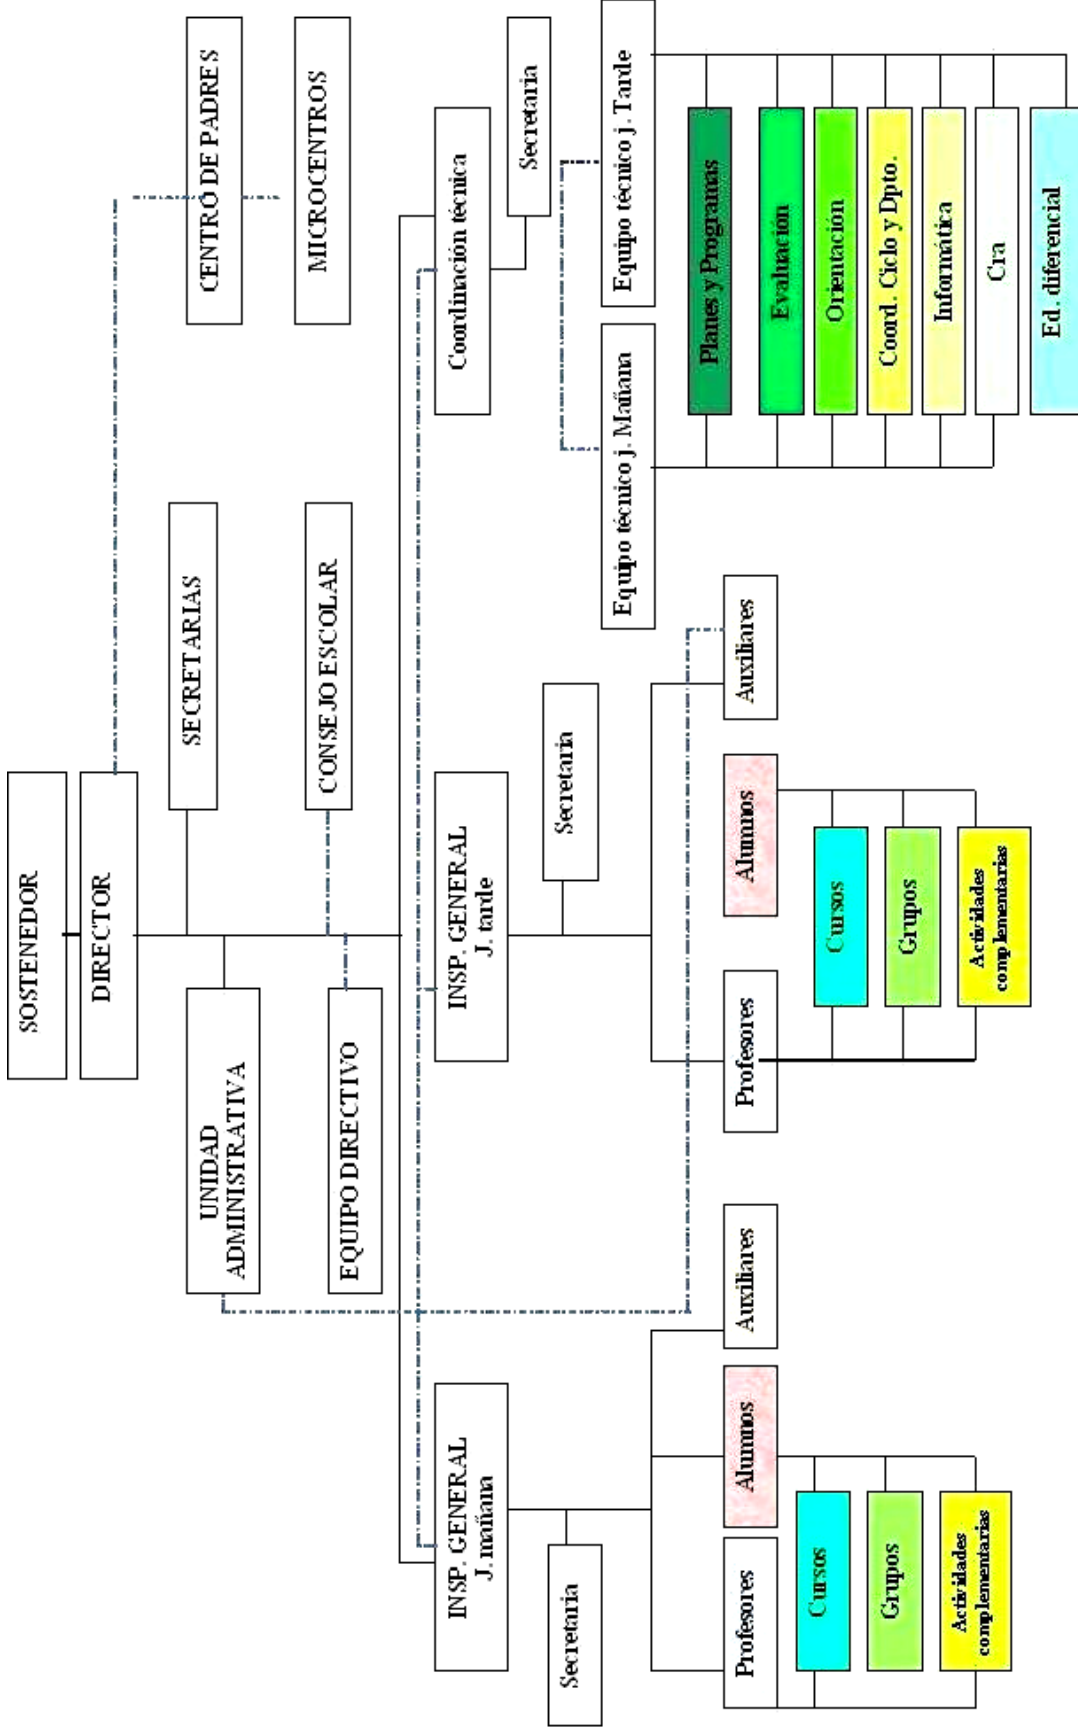 SOSTENEDOR
DIRECTOR
SECRETARIAS
CENTRO DE PADRES
UNIDAD
ADMINISTRATIVA
MICROCENTROS
CONSEJO ESCOLAR
EQUIPO DIRECTIVO
INSP. GENERAL
J. mañana
INSP. GENERAL
J. tarde
Coordinación técnica
Secretaria
Secretaria
Secretaria
Equipo técnico j. Mañana
Equipo técnico j. Tarde
Profesores
Alumnos
Auxiliares
Cursos
Grupos
Actividades
complementarias
Profesores
Alumnos
Auxiliares
Cursos
Grupos
Actividades
complementarias
Planes y Programas
Evaluación
Orientación
Coord. Ciclo y Dpto.
Informática
Cra
Ed. diferencial